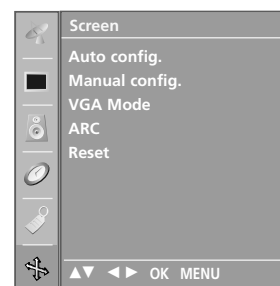 Screen
Auto config.
Manual config.
VGA Mode
ARC
Reset
▲▼ ◄ ► OK MENU